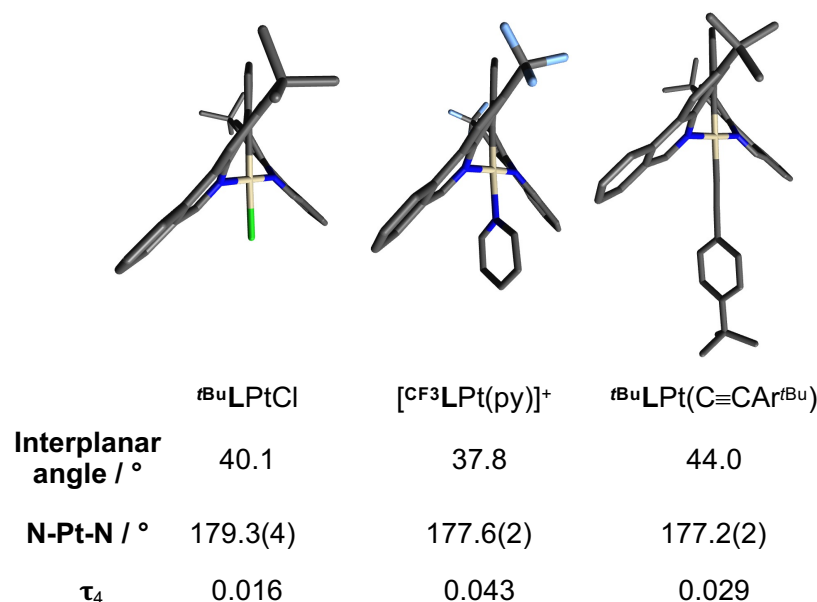 tBuLPtCl [CF3LPt(py)]+ tBuLPt(C≡CArtBu)
Interplanar
angle / ° 40.1 37.8 44.0
N-Pt-N / ° 179.3(4) 177.6(2) 177.2(2)
τ4 0.016 0.043 0.029